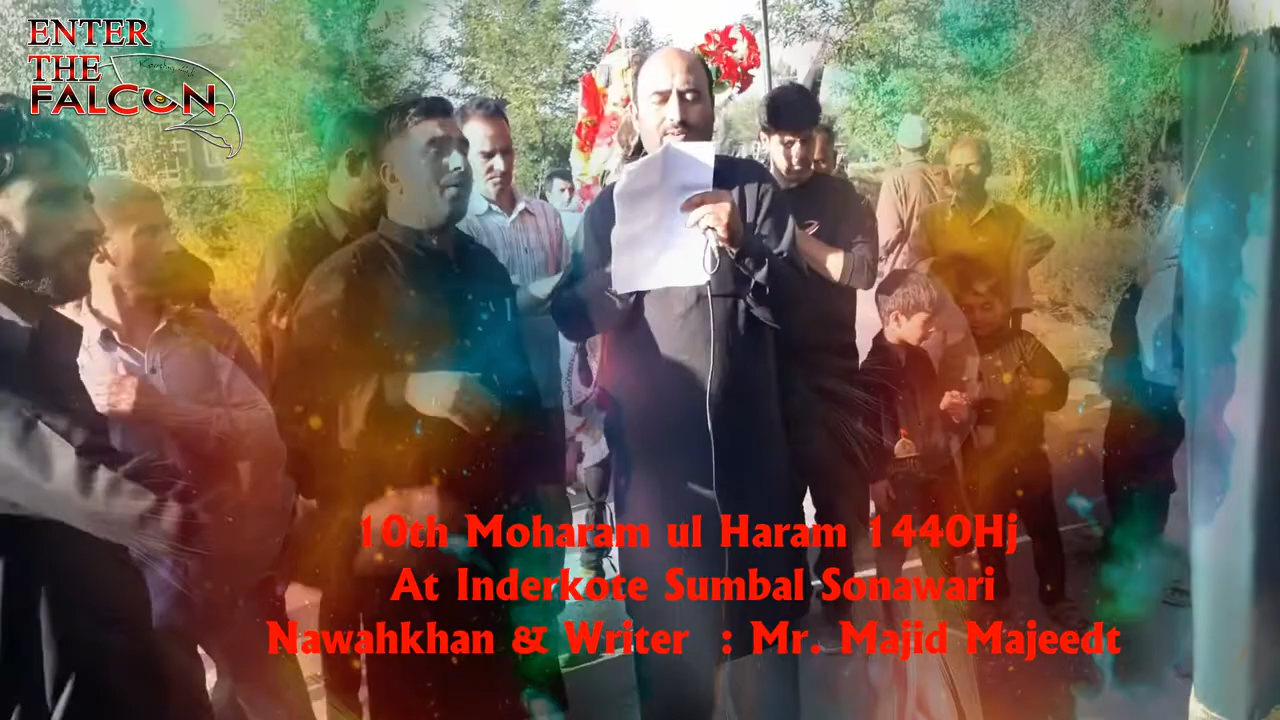 ENTER
THE
FALCON
10th Moharam ul Haram 1440Hj
At Inderkote Sumbal Sonawari
Nawahkhan & Writer : Mr. Majid Majeedt